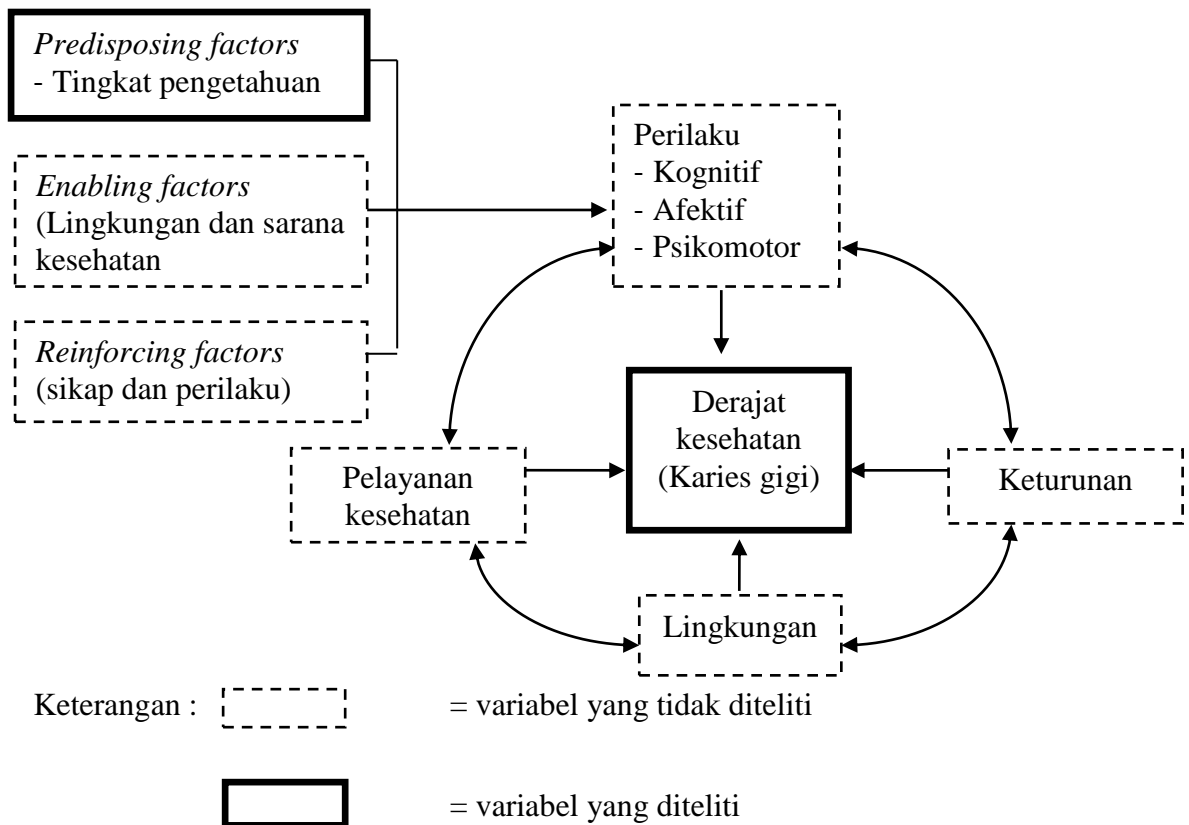 Predisposing factors
- Tingkat pengetahuan
Enabling factors
(Lingkungan dan sarana
kesehatan
Reinforcing factors
(sikap dan perilaku)
Perilaku
- Kognitif
- Afektif
- Psikomotor
Derajat
kesehatan
(Karies gigi)
Pelayanan
kesehatan
Keturunan
Lingkungan
Keterangan :
= variabel yang tidak diteliti
= variabel yang diteliti